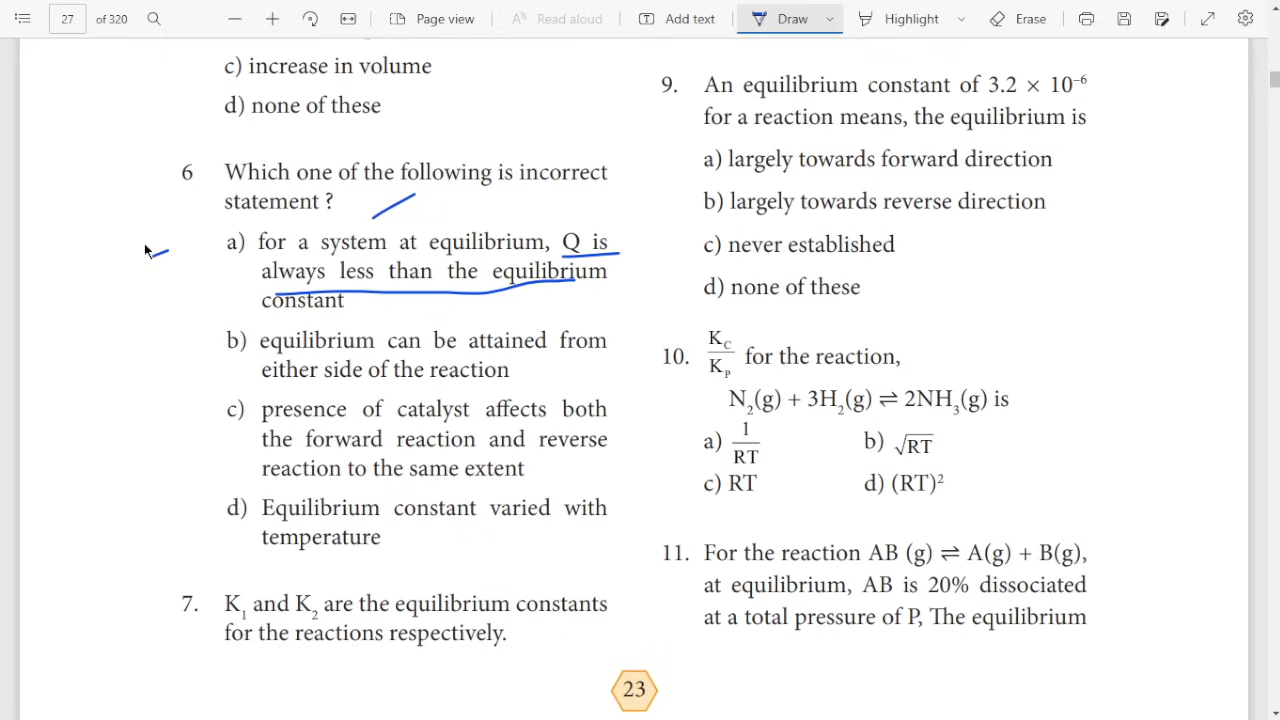 27
of 320
Page view
Read aloud
Add text
Draw
Highlight
Erase
c) increase in volume
d) none of these
6 Which one of the following is incorrect
statement ?
a) for a system at equilibrium, Q is
always less than the equilibrium
constant
b) equilibrium can be attained from
either side of the reaction
c) presence of catalyst affects both
the forward reaction and reverse
reaction to the same extent
d) Equilibrium constant varied with
temperature
7. K₁ and K₂ are the equilibrium constants
for the reactions respectively.
9. An equilibrium constant of 3.2 × 10⁻⁶
for a reaction means, the equilibrium is
a) largely towards forward direction
b) largely towards reverse direction
c) never established
d) none of these
10. K_C/K_P for the reaction,
N₂(g) + 3H₂(g) ⇌ 2NH₃(g) is
a) 1/RT b) √RT
c) RT d) (RT)²
11. For the reaction AB (g) ⇌ A(g) + B(g),
at equilibrium, AB is 20% dissociated
at a total pressure of P, The equilibrium
23